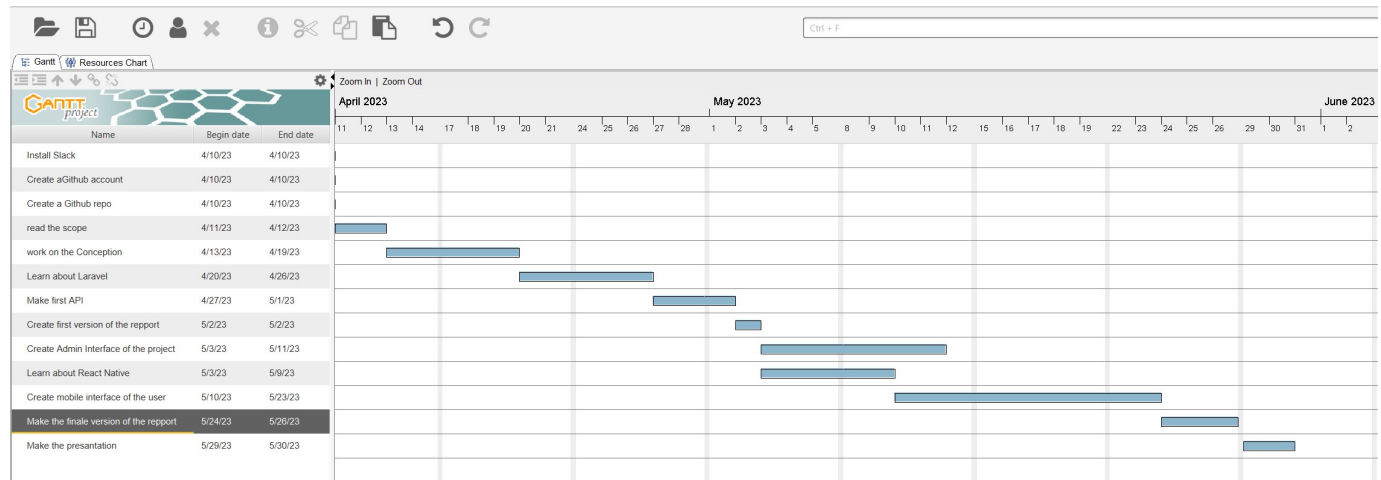 Ctrl + F
Gantt Resources Chart
Zoom In | Zoom Out
GANTT project
April 2023 May 2023 June 2023
Name Begin date End date
11 12 13 14 17 18 19 20 21 24 25 26 27 28 1 2 3 4 5 8 9 10 11 12 15 16 17 18 19 22 23 24 25 26 29 30 31 1 2
Install Slack 4/10/23 4/10/23
Create aGithub account 4/10/23 4/10/23
Create a Github repo 4/10/23 4/10/23
read the scope 4/11/23 4/12/23
work on the Conception 4/13/23 4/19/23
Learn about Laravel 4/20/23 4/26/23
Make first API 4/27/23 5/1/23
Create first version of the repport 5/2/23 5/2/23
Create Admin Interface of the project 5/3/23 5/11/23
Learn about React Native 5/3/23 5/9/23
Create mobile interface of the user 5/10/23 5/23/23
Make the finale version of the repport 5/24/23 5/26/23
Make the presantation 5/29/23 5/30/23